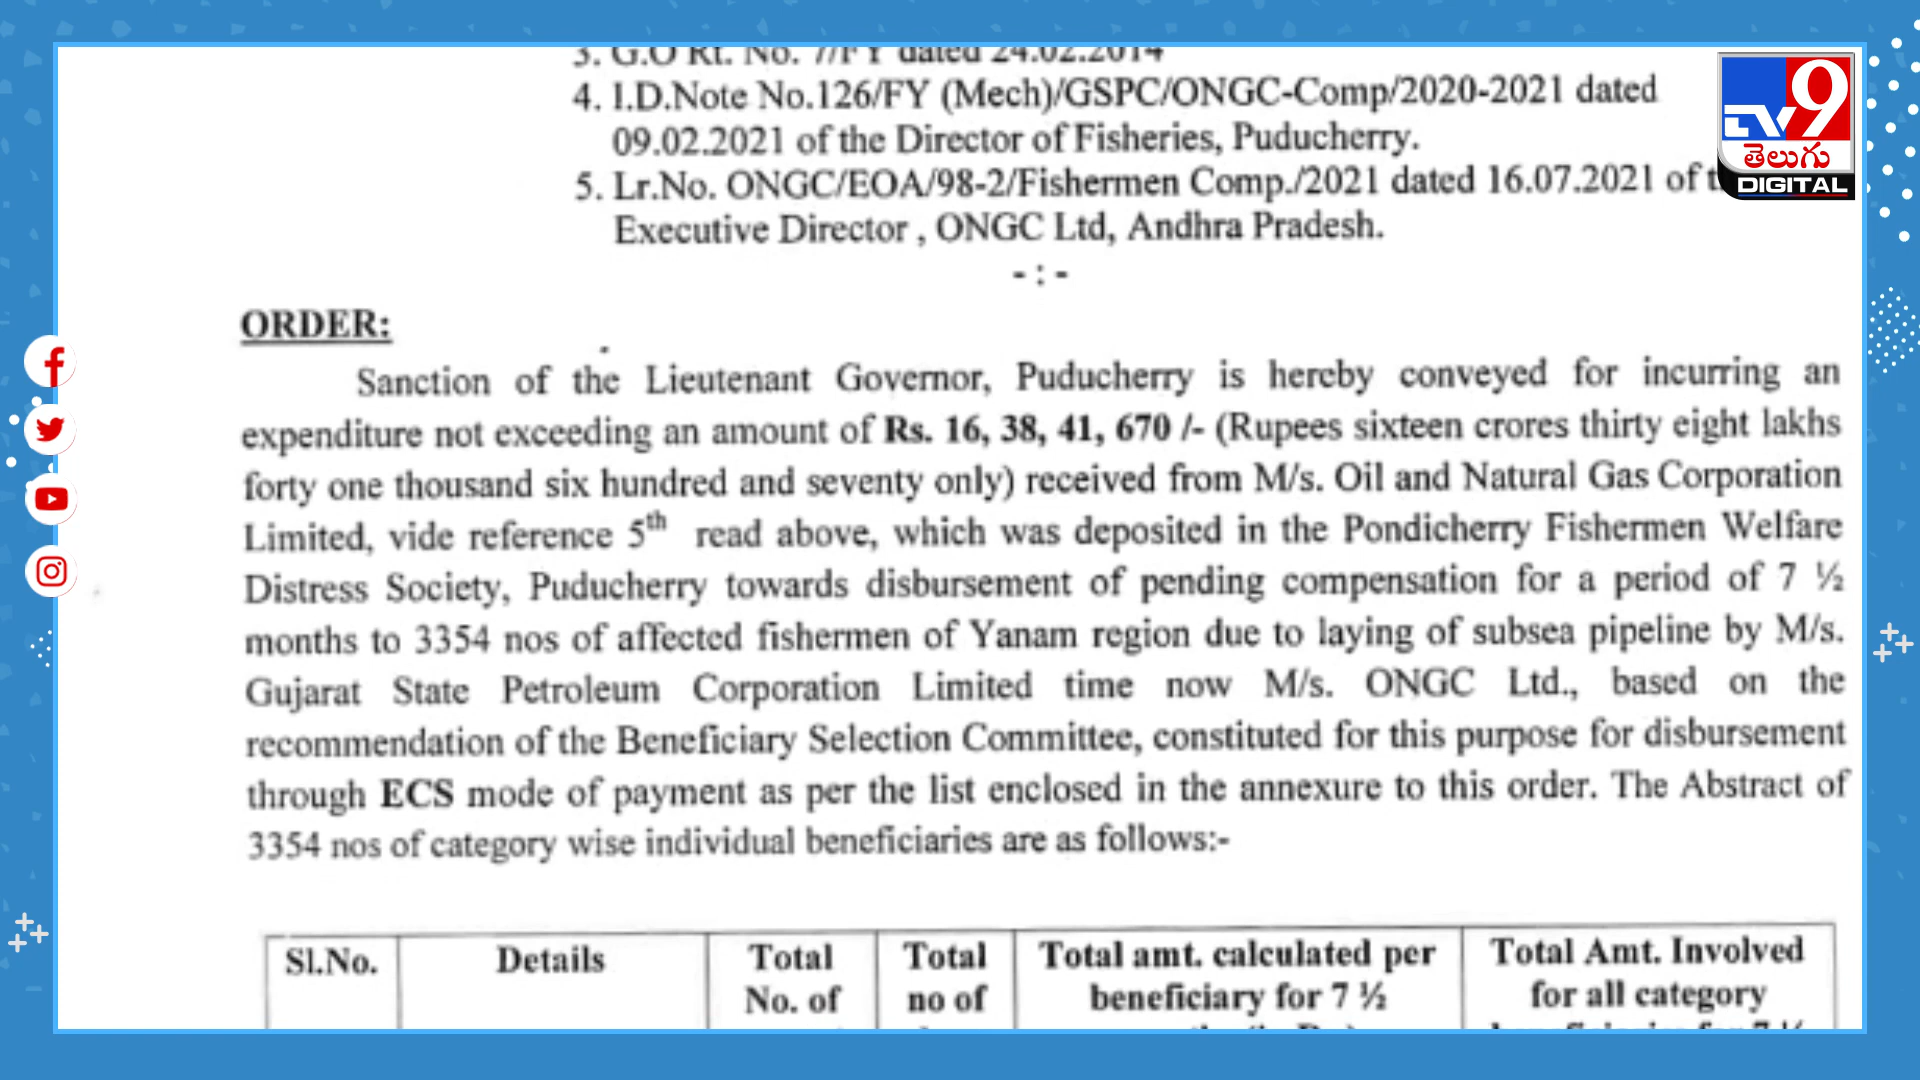 3. G.O Rt. No. 7/FY dated 24.02.2014
4. I.D.Note No.126/FY (Mech)/GSPC/ONGC-Comp/2020-2021 dated
09.02.2021 of the Director of Fisheries, Puducherry.
5. Lr.No. ONGC/EOA/98-2/Fishermen Comp./2021 dated 16.07.2021 of
Executive Director , ONGC Ltd, Andhra Pradesh.
- : -
TV9
తెలుగు
DIGITAL
ORDER:
Sanction of the Lieutenant Governor, Puducherry is hereby conveyed for incurring an
expenditure not exceeding an amount of Rs. 16, 38, 41, 670 /- (Rupees sixteen crores thirty eight lakhs
forty one thousand six hundred and seventy only) received from M/s. Oil and Natural Gas Corporation
Limited, vide reference 5th read above, which was deposited in the Pondicherry Fishermen Welfare
Distress Society, Puducherry towards disbursement of pending compensation for a period of 7 ½
months to 3354 nos of affected fishermen of Yanam region due to laying of subsea pipeline by M/s.
Gujarat State Petroleum Corporation Limited time now M/s. ONGC Ltd., based on the
recommendation of the Beneficiary Selection Committee, constituted for this purpose for disbursement
through ECS mode of payment as per the list enclosed in the annexure to this order. The Abstract of
3354 nos of category wise individual beneficiaries are as follows:-
Sl.No. Details Total Total Total amt. calculated per Total Amt. Involved
No. of no of beneficiary for 7 ½ for all category